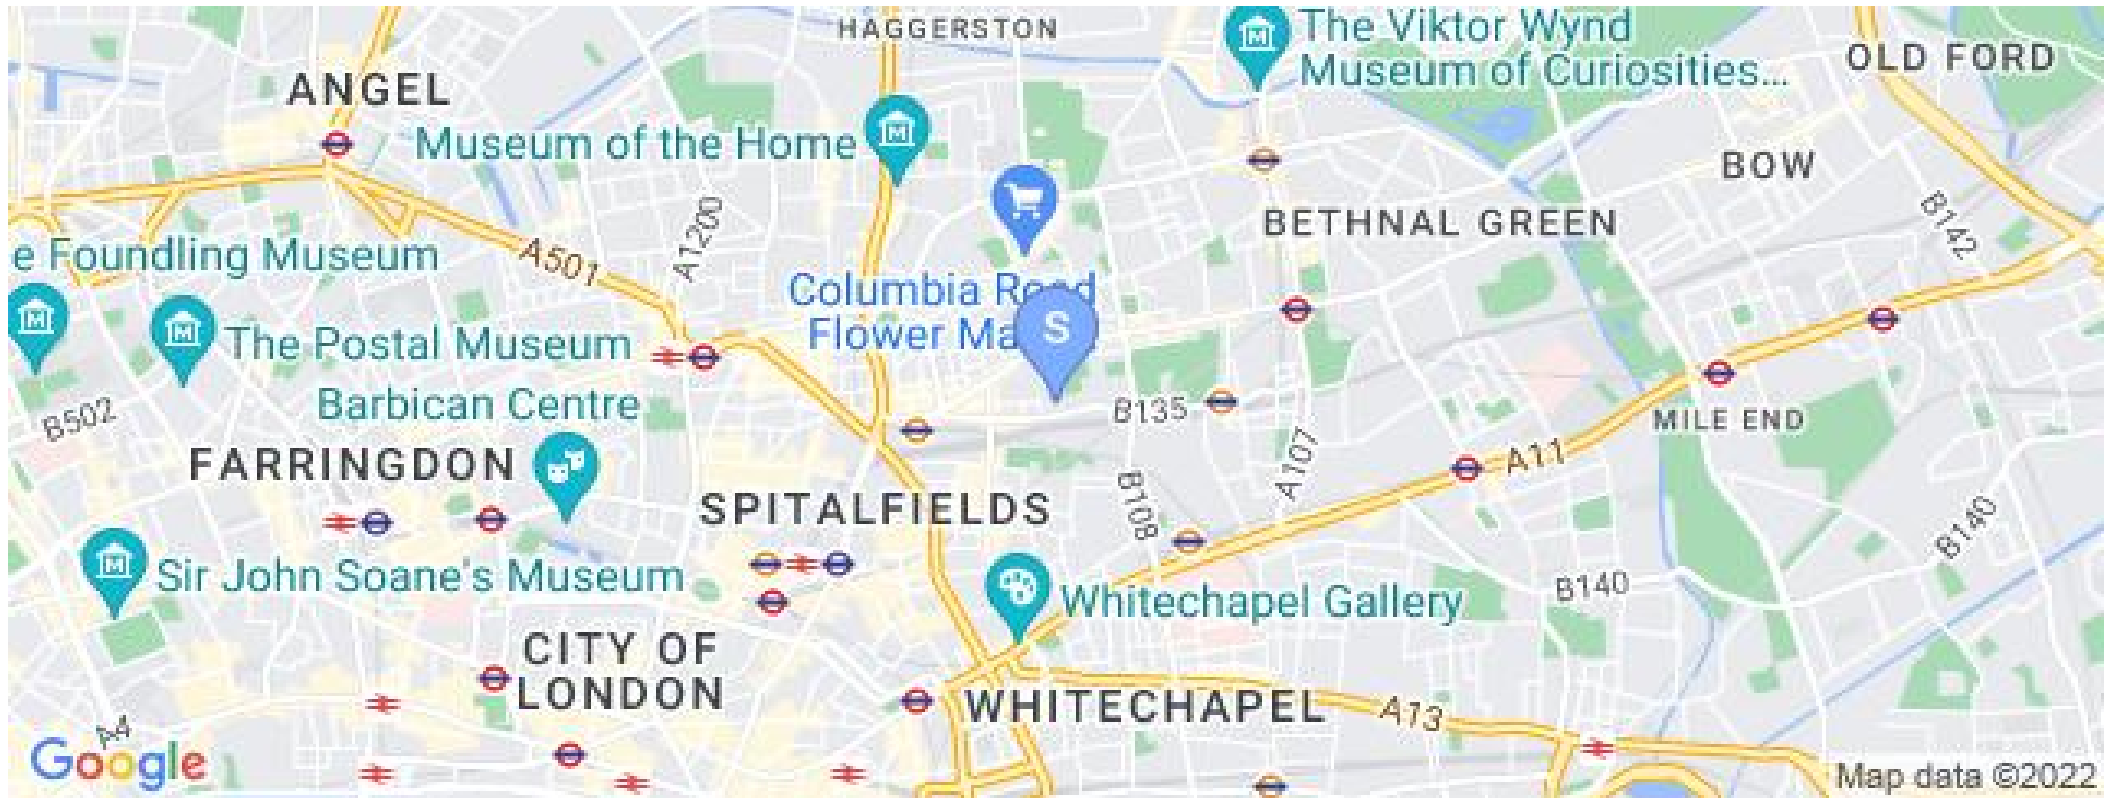 HAGGERSTON
The Viktor Wynd
Museum of Curiosities...
OLD FORD
ANGEL
Museum of the Home
BOW
BETHNAL GREEN
B142
A1200
A501
e Foundling Museum
Columbia Road
Flower Ma
S
The Postal Museum
Barbican Centre
B502
B135
MILE END
FARRINGDON
A107
A11
SPITALFIELDS
B108
B140
Sir John Soane's Museum
B140
Whitechapel Gallery
CITY OF
LONDON
WHITECHAPEL
A13
A4
Google
Map data ©2022